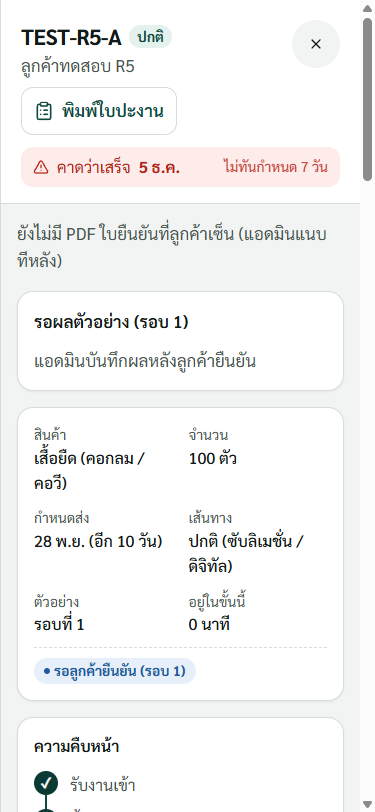 TEST-R5-A ปกติ
ลูกค้าทดสอบ R5
พิมพ์ใบปะงาน
คาดว่าเสร็จ 5 ธ.ค. ไม่ทันกำหนด 7 วัน
ยังไม่มี PDF ใบยืนยันที่ลูกค้าเซ็น (แอดมินแนบ
ทีหลัง)
รอผลตัวอย่าง (รอบ 1)
แอดมินบันทึกผลหลังลูกค้ายืนยัน
สินค้า จำนวน
เสื้อยืด (คอกลม / 100 ตัว
คอวี)
กำหนดส่ง เส้นทาง
28 พ.ย. (อีก 10 วัน) ปกติ (ซับลิเมชั่น /
ดิจิทัล)
ตัวอย่าง อยู่ในขั้นนี้
รอบที่ 1 0 นาที
รอลูกค้ายืนยัน (รอบ 1)
ความคืบหน้า
รับงานเข้า